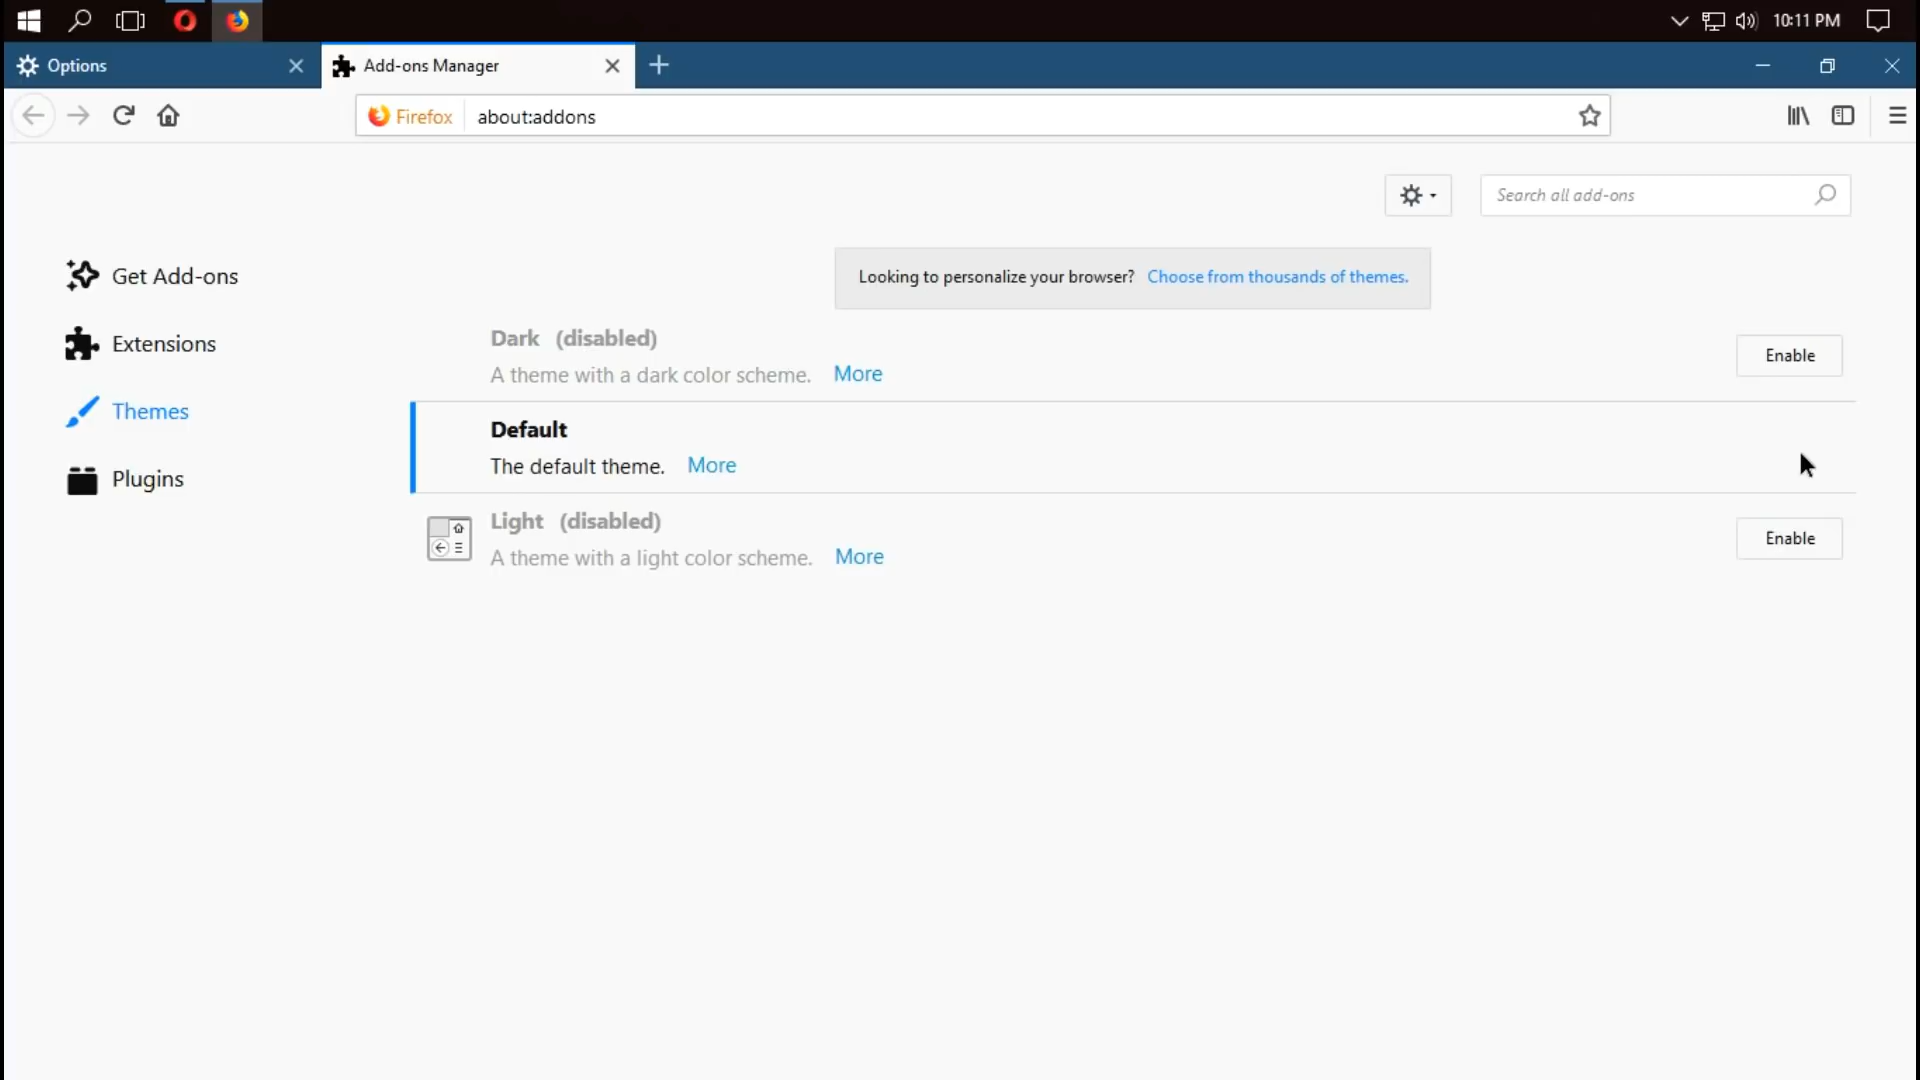 10:11 PM
Options
Add-ons Manager
Firefox about:addons
Search all add-ons
Get Add-ons
Extensions
Themes
Plugins
Looking to personalize your browser? Choose from thousands of themes.
Dark (disabled)
A theme with a dark color scheme. More
Enable
Default
The default theme. More
Light (disabled)
A theme with a light color scheme. More
Enable